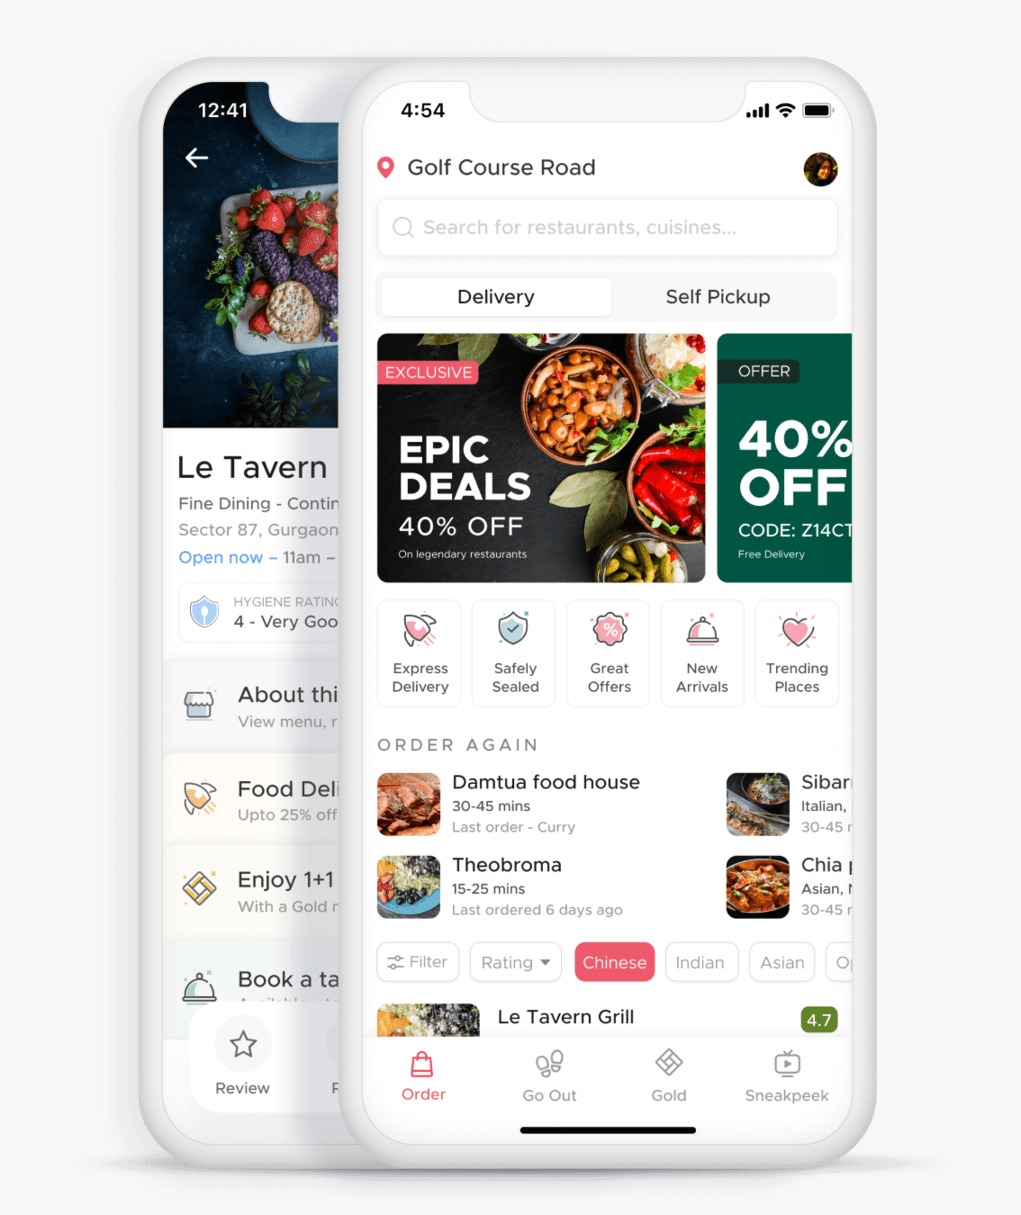 12:41
Le Tavern
Fine Dining - Contin
Sector 87, Gurgaon
Open now – 11am –
HYGIENE RATING
4 - Very Goo
About thi
View menu, r
Food Deli
Upto 25% off
Enjoy 1+1
With a Gold
Book a ta
Review
4:54
Golf Course Road
Search for restaurants, cuisines...
Delivery
Self Pickup
EXCLUSIVE
EPIC
DEALS
40% OFF
On legendary restaurants
OFFER
40%
OFF
CODE: Z14CT
Free Delivery
Express
Delivery
Safely
Sealed
Great
Offers
New
Arrivals
Trending
Places
ORDER AGAIN
Damtua food house
30-45 mins
Last order - Curry
Sibar
Italian,
30-45
Theobroma
15-25 mins
Last ordered 6 days ago
Chia
Asian,
30-45
Filter
Rating
Chinese
Indian
Asian
Le Tavern Grill
4.7
Order
Go Out
Gold
Sneakpeek